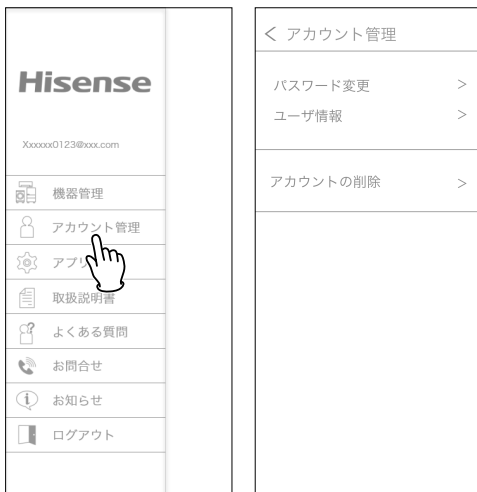 Hisense
Xxxxxx0123@xxx.com
機器管理
アカウント管理
アプリ
取扱説明書
よくある質問
お問合せ
お知らせ
ログアウト
アカウント管理
パスワード変更
ユーザ情報
アカウントの削除